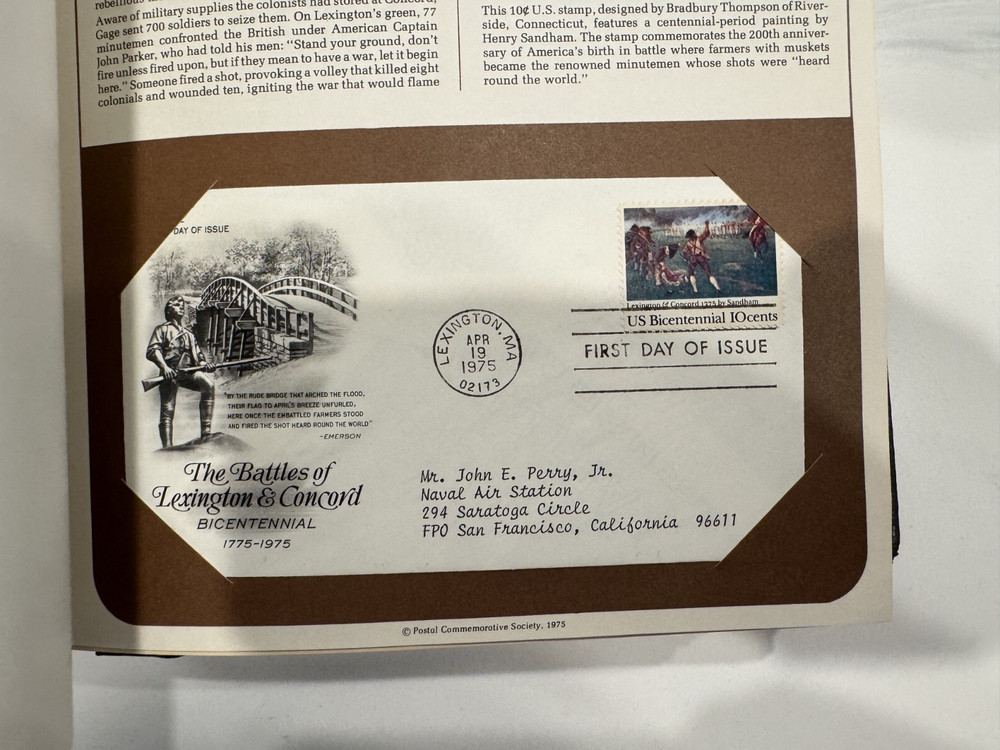 Aware of military supplies the colonists had stored at Concord,
Gage sent 700 soldiers to seize them. On Lexington's green, 77
minutemen confronted the British under American Captain
John Parker, who had told his men: "Stand your ground, don't
fire unless fired upon, but if they mean to have a war, let it begin
here." Someone fired a shot, provoking a volley that killed eight
colonials and wounded ten, igniting the war that would flame
This 10¢ U.S. stamp, designed by Bradbury Thompson of River-
side, Connecticut, features a centennial-period painting by
Henry Sandham. The stamp commemorates the 200th anniver-
sary of America's birth in battle where farmers with muskets
became the renowned minutemen whose shots were "heard
round the world."
DAY OF ISSUE
Lexington & Concord 1775 by Sandham
US Bicentennial 10cents
LEXINGTON, MA
APR
19
1975
02173
FIRST DAY OF ISSUE
"BY THE RUDE BRIDGE THAT ARCHED THE FLOOD,
THEIR FLAG TO APRIL'S BREEZE UNFURLED,
HERE ONCE THE EMBATTLED FARMERS STOOD
AND FIRED THE SHOT HEARD ROUND THE WORLD"
-EMERSON
The Battles of
Lexington & Concord
BICENTENNIAL
1775-1975
Mr. John E. Perry, Jr.
Naval Air Station
294 Saratoga Circle
FPO San Francisco, California 96611
© Postal Commemorative Society, 1975